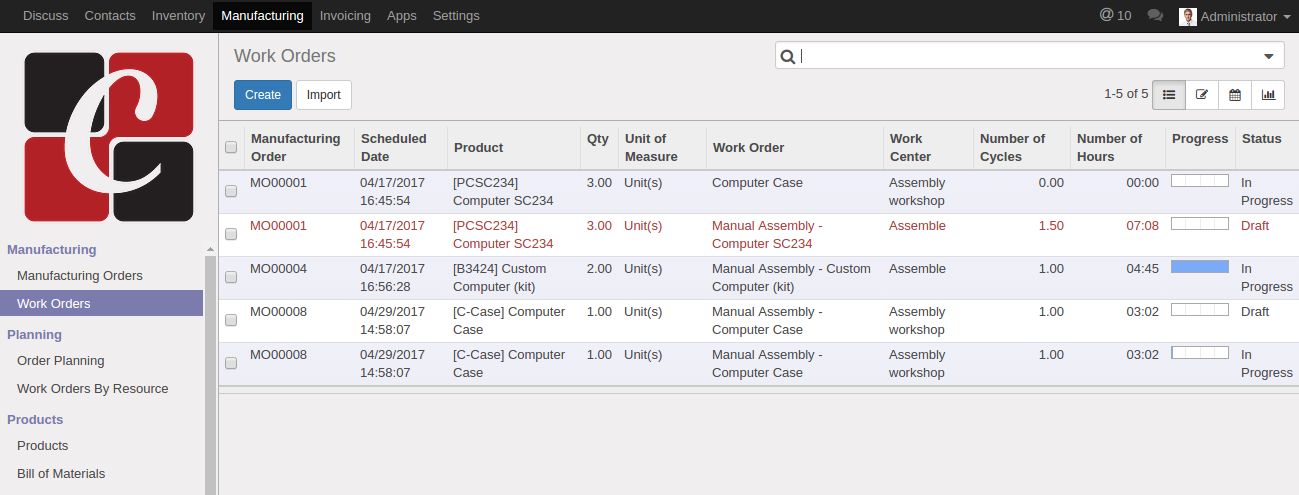 Discuss Contacts Inventory Manufacturing Invoicing Apps Settings @ 10 Administrator
C
Work Orders
Create Import 1-5 of 5
Manufacturing Order Scheduled Date Product Qty Unit of Measure Work Order Work Center Number of Cycles Number of Hours Progress Status
MO00001 04/17/2017 16:45:54 [PCSC234] Computer SC234 3.00 Unit(s) Computer Case Assembly workshop 0.00 00:00 In Progress
MO00001 04/17/2017 16:45:54 [PCSC234] Computer SC234 3.00 Unit(s) Manual Assembly - Computer SC234 Assemble 1.50 07:08 Draft
MO00004 04/17/2017 16:56:28 [B3424] Custom Computer (kit) 2.00 Unit(s) Manual Assembly - Custom Computer (kit) Assemble 1.00 04:45 In Progress
MO00008 04/29/2017 14:58:07 [C-Case] Computer Case 1.00 Unit(s) Manual Assembly - Computer Case Assembly workshop 1.00 03:02 Draft
MO00008 04/29/2017 14:58:07 [C-Case] Computer Case 1.00 Unit(s) Manual Assembly - Computer Case Assembly workshop 1.00 03:02 In Progress
Manufacturing
Manufacturing Orders
Work Orders
Planning
Order Planning
Work Orders By Resource
Products
Products
Bill of Materials